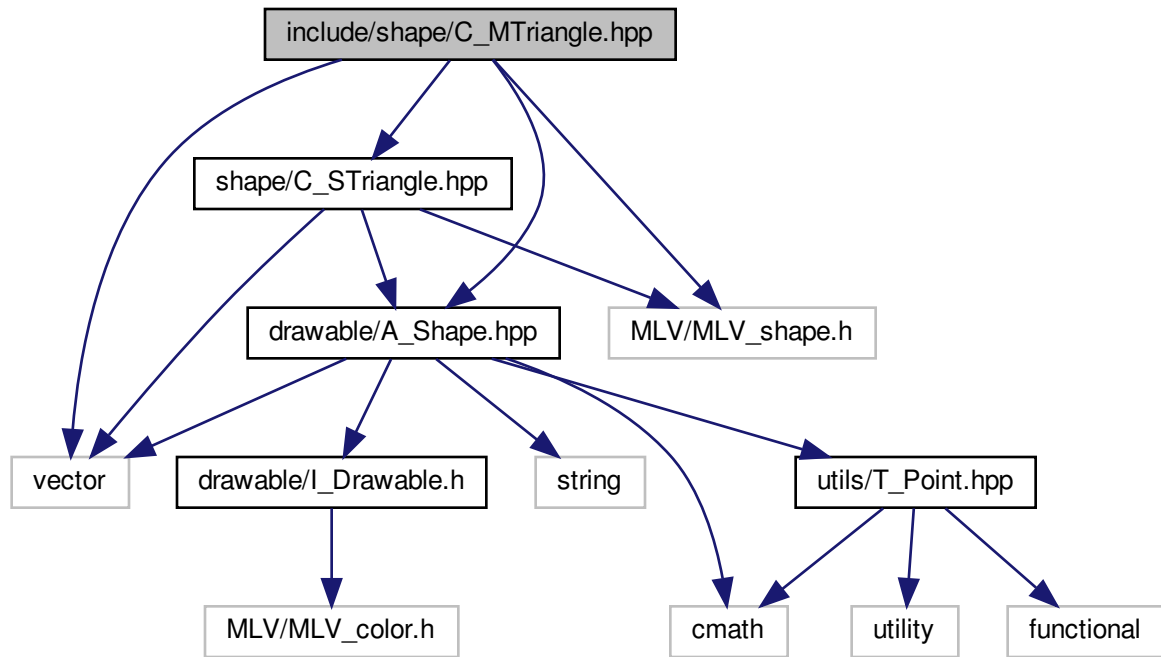 include/shape/C_MTriangle.hpp
shape/C_STriangle.hpp
drawable/A_Shape.hpp
MLV/MLV_shape.h
vector
drawable/I_Drawable.h
string
utils/T_Point.hpp
MLV/MLV_color.h
cmath
utility
functional